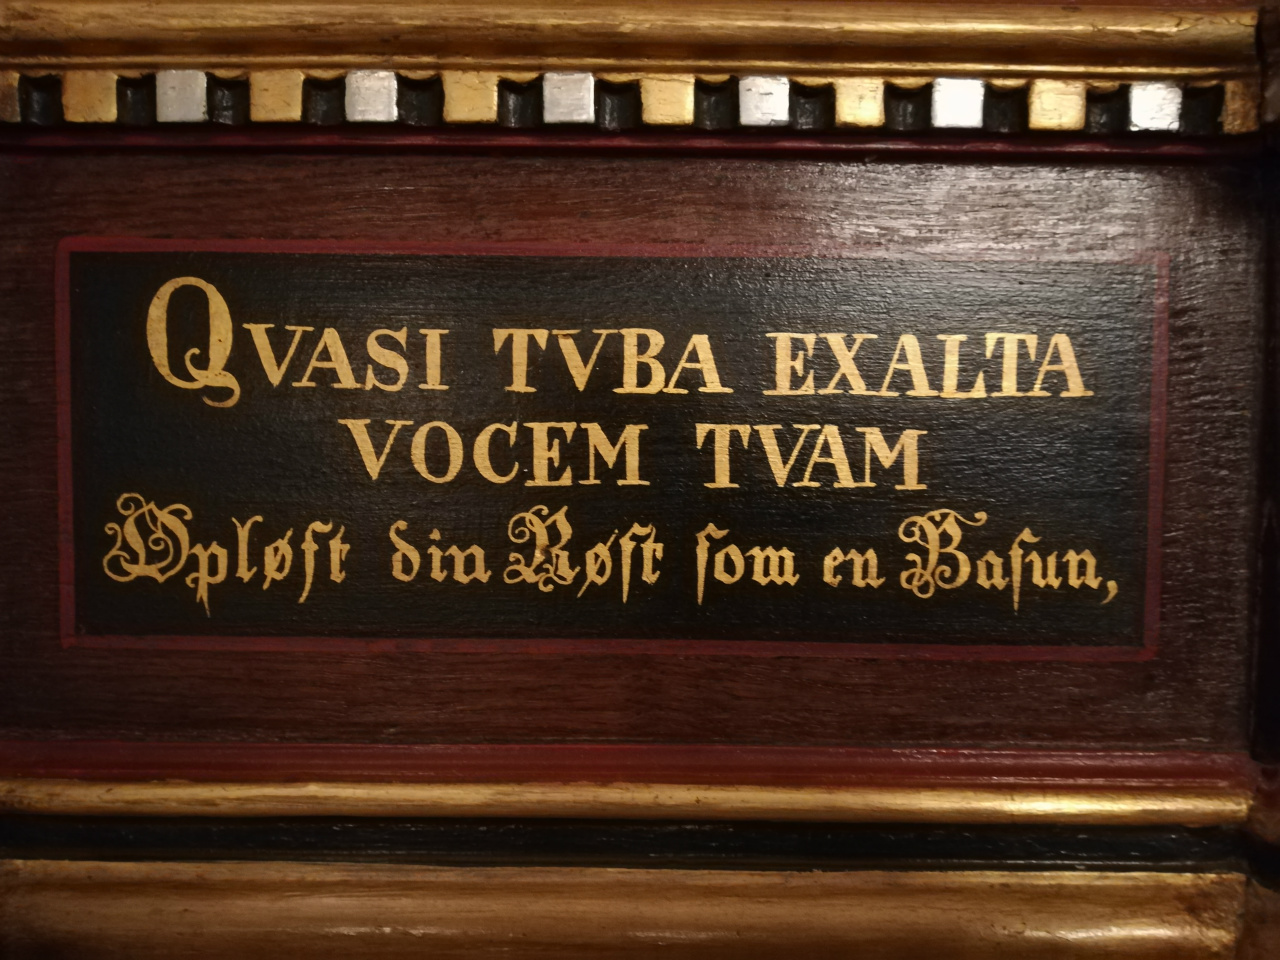 QVASI TVBA EXALTA
VOCEM TVAM
Opløſt din Røſt ſom en Baſun,